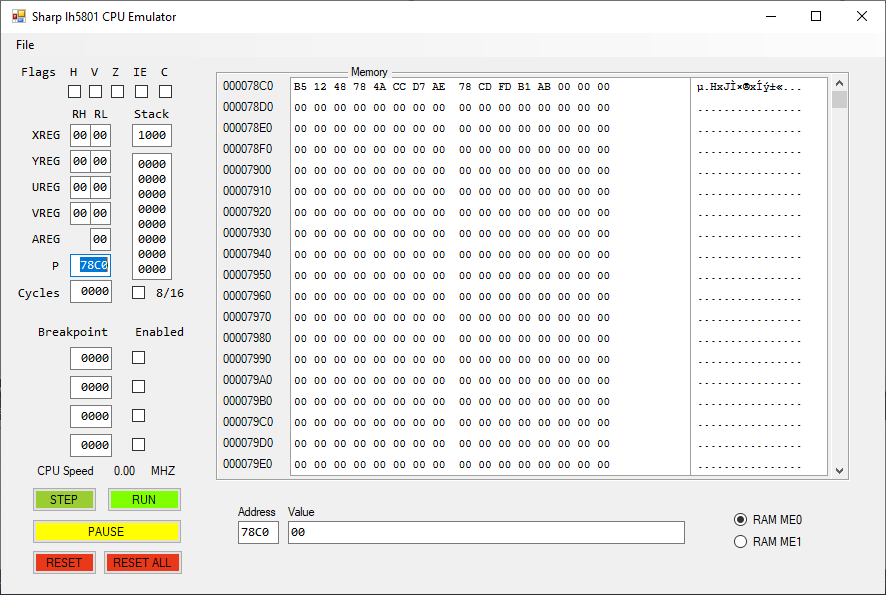 Sharp lh5801 CPU Emulator
File
Flags H V Z IE C
RH RL Stack
XREG 00 00 1000
YREG 00 00
UREG 00 00
VREG 00 00
AREG 00
P 78C0
0000
0000
0000
0000
0000
0000
0000
0000
Cycles 0000 8/16
Breakpoint Enabled
0000
0000
0000
0000
CPU Speed 0.00 MHZ
STEP RUN
PAUSE
RESET RESET ALL
Memory
000078C0 B5 12 48 78 4A CC D7 AE 78 CD FD B1 AB 00 00 00 µ.HxJÌ×®xÍý±«...
000078D0 00 00 00 00 00 00 00 00 00 00 00 00 00 00 00 00 ................
000078E0 00 00 00 00 00 00 00 00 00 00 00 00 00 00 00 00 ................
000078F0 00 00 00 00 00 00 00 00 00 00 00 00 00 00 00 00 ................
00007900 00 00 00 00 00 00 00 00 00 00 00 00 00 00 00 00 ................
00007910 00 00 00 00 00 00 00 00 00 00 00 00 00 00 00 00 ................
00007920 00 00 00 00 00 00 00 00 00 00 00 00 00 00 00 00 ................
00007930 00 00 00 00 00 00 00 00 00 00 00 00 00 00 00 00 ................
00007940 00 00 00 00 00 00 00 00 00 00 00 00 00 00 00 00 ................
00007950 00 00 00 00 00 00 00 00 00 00 00 00 00 00 00 00 ................
00007960 00 00 00 00 00 00 00 00 00 00 00 00 00 00 00 00 ................
00007970 00 00 00 00 00 00 00 00 00 00 00 00 00 00 00 00 ................
00007980 00 00 00 00 00 00 00 00 00 00 00 00 00 00 00 00 ................
00007990 00 00 00 00 00 00 00 00 00 00 00 00 00 00 00 00 ................
000079A0 00 00 00 00 00 00 00 00 00 00 00 00 00 00 00 00 ................
000079B0 00 00 00 00 00 00 00 00 00 00 00 00 00 00 00 00 ................
000079C0 00 00 00 00 00 00 00 00 00 00 00 00 00 00 00 00 ................
000079D0 00 00 00 00 00 00 00 00 00 00 00 00 00 00 00 00 ................
000079E0 00 00 00 00 00 00 00 00 00 00 00 00 00 00 00 00 ................
Address Value
78C0 00
RAM ME0
RAM ME1